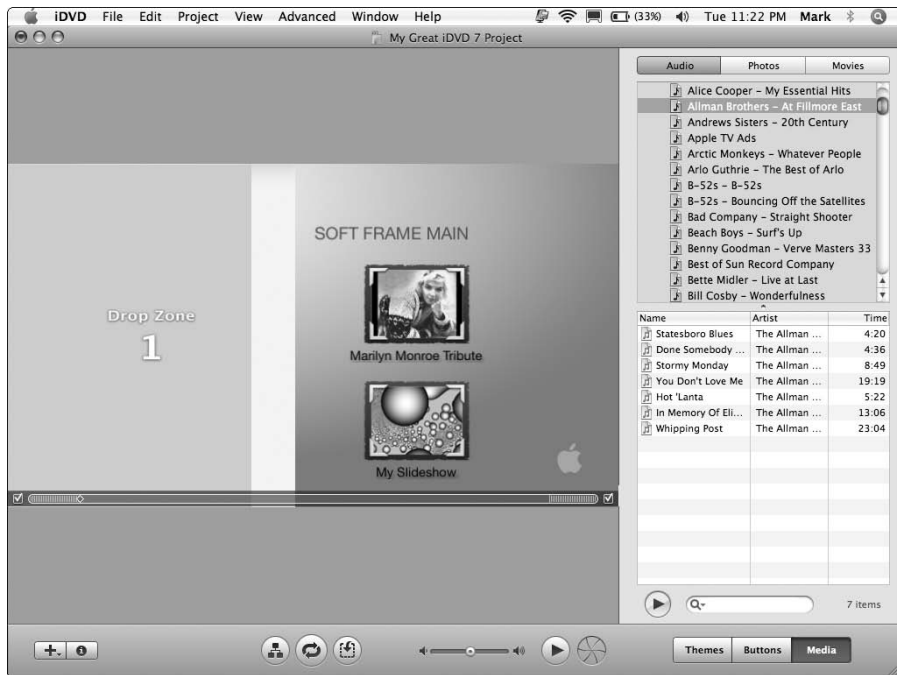 iDVD File Edit Project View Advanced Window Help (33%) Tue 11:22 PM Mark
My Great iDVD 7 Project
Audio Photos Movies
Alice Cooper – My Essential Hits
Allman Brothers – At Fillmore East
Andrews Sisters – 20th Century
Apple TV Ads
Arctic Monkeys – Whatever People
Arlo Guthrie – The Best of Arlo
B-52s – B-52s
B-52s – Bouncing Off the Satellites
Bad Company – Straight Shooter
Beach Boys – Surf's Up
Benny Goodman – Verve Masters 33
Best of Sun Record Company
Bette Midler – Live at Last
Bill Cosby – Wonderfulness
SOFT FRAME MAIN
Drop Zone
1
Marilyn Monroe Tribute
My Slideshow
Name Artist Time
Statesboro Blues The Allman ... 4:20
Done Somebody ... The Allman ... 4:36
Stormy Monday The Allman ... 8:49
You Don't Love Me The Allman ... 19:19
Hot 'Lanta The Allman ... 5:22
In Memory Of Eli... The Allman ... 13:06
Whipping Post The Allman ... 23:04
7 items
Themes Buttons Media